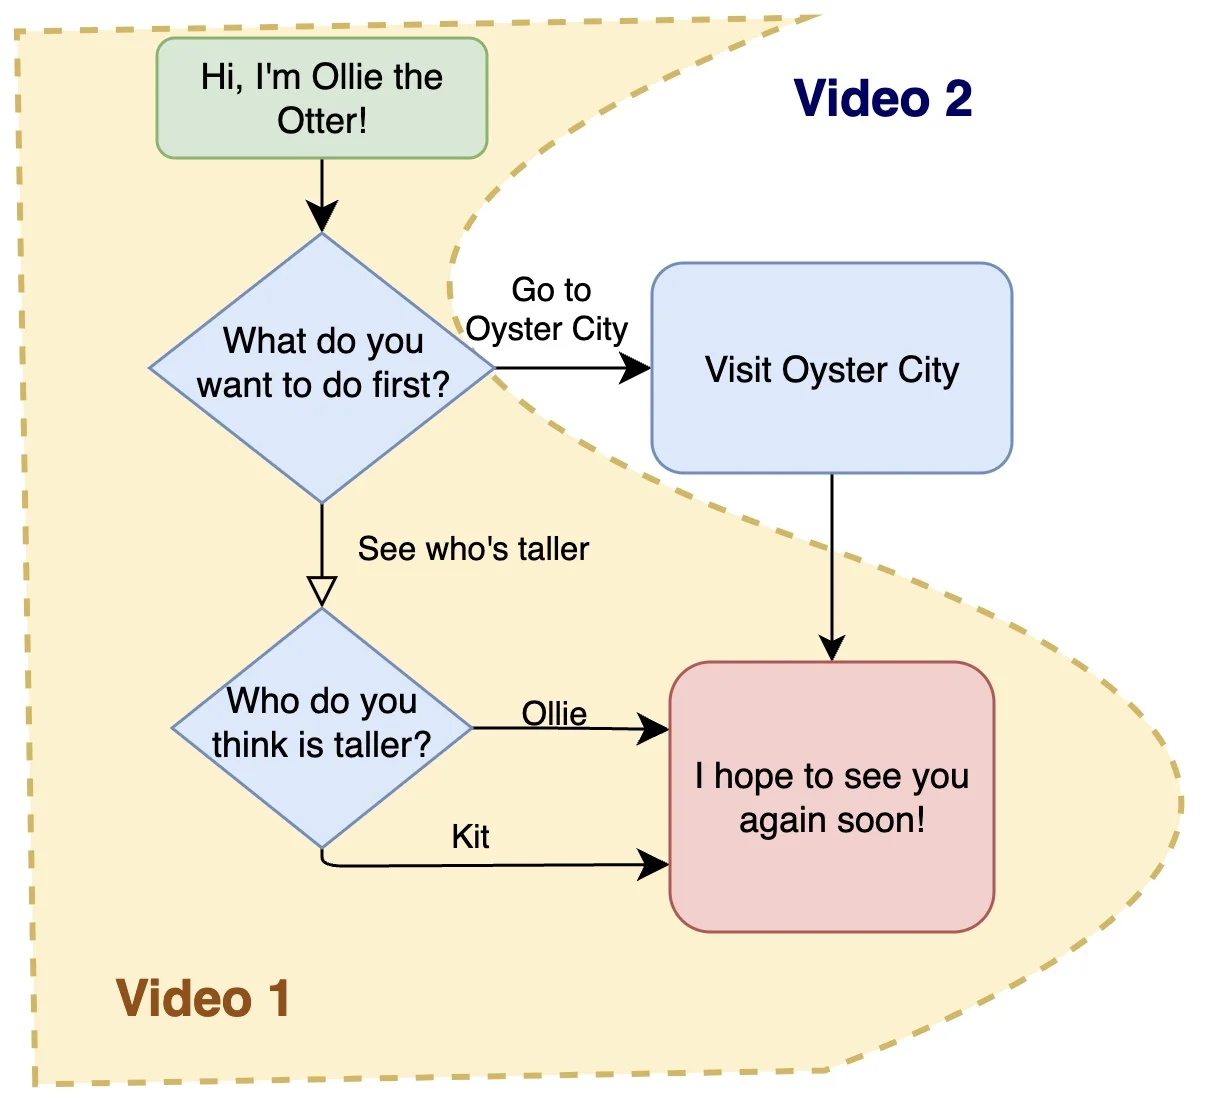 Hi, I'm Ollie the
Otter!
Video 2
What do you
want to do first?
Go to
Oyster City
Visit Oyster City
See who's taller
Who do you
think is taller?
Ollie
Kit
I hope to see you
again soon!
Video 1